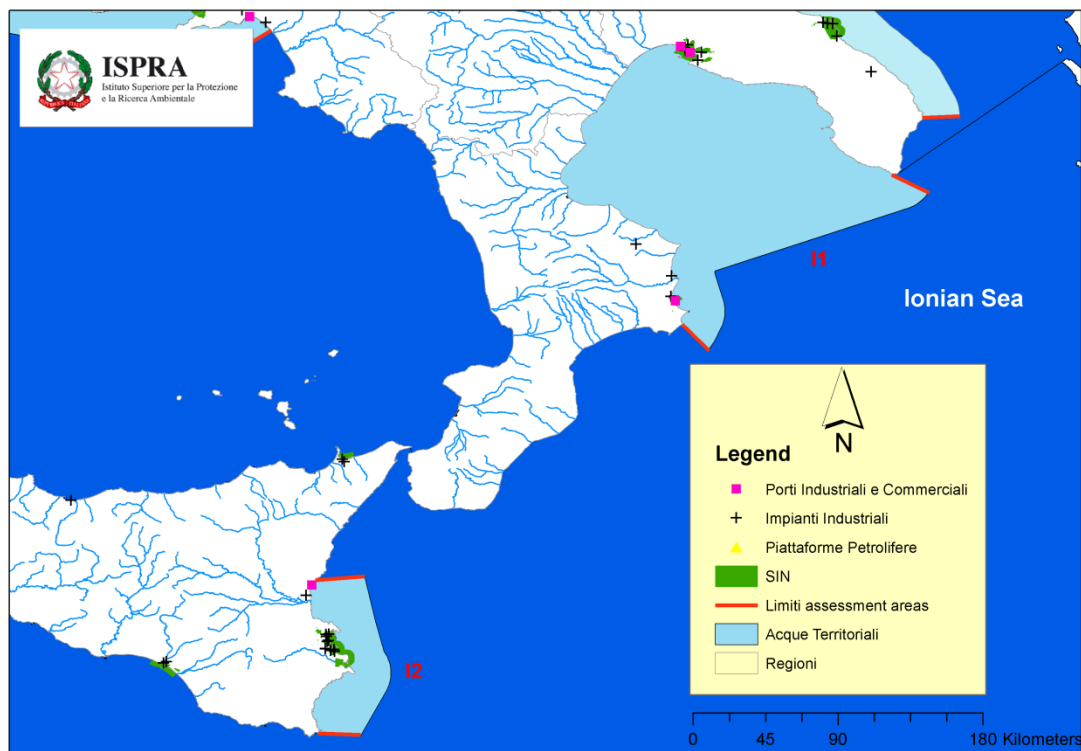 ISPRA
Istituto Superiore per la Protezione
e la Ricerca Ambientale
I1
Ionian Sea
N
Legend
Porti Industriali e Commerciali
Impianti Industriali
Piattaforme Petrolifere
SIN
Limiti assessment areas
Acque Territoriali
Regioni
I2
0 45 90 180 Kilometers